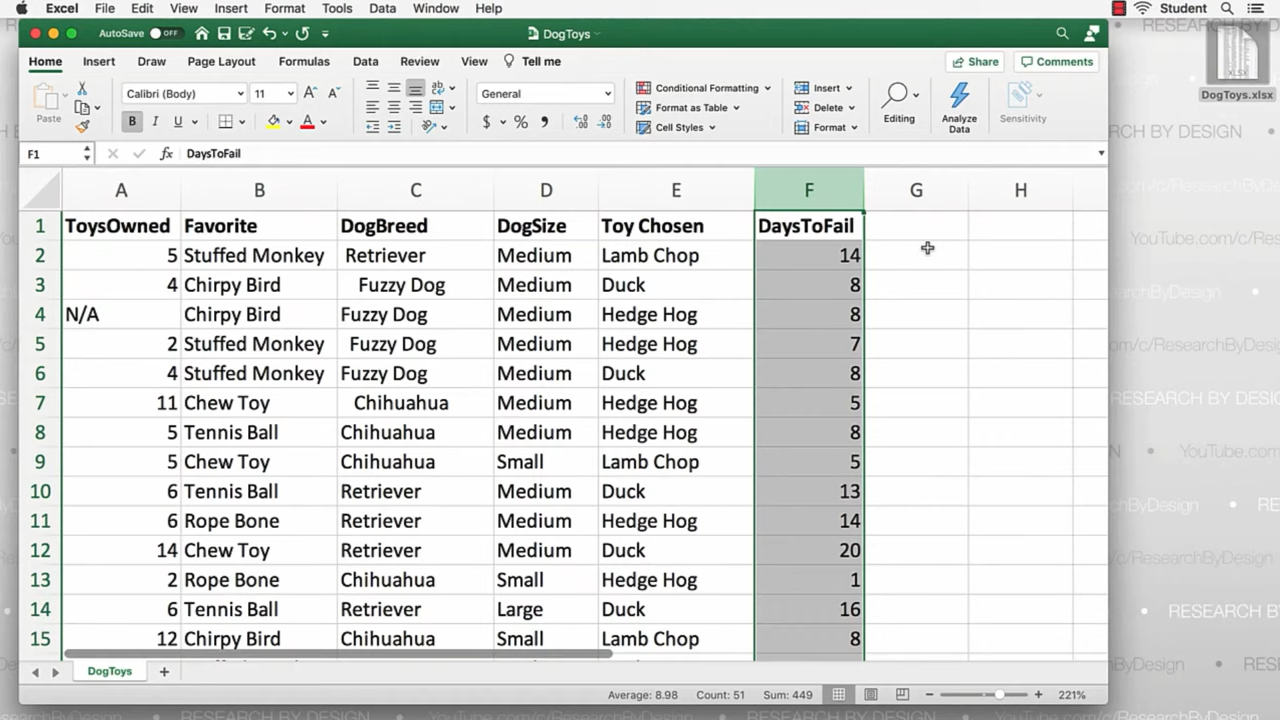 Excel File Edit View Insert Format Tools Data Window Help Student
AutoSave OFF DogToys
Home Insert Draw Page Layout Formulas Data Review View Tell me Share Comments
Paste Calibri (Body) 11 General Conditional Formatting Insert Editing Analyze Data Sensitivity
B I U A $ % Format as Table Delete
Cell Styles Format
F1 fx DaysToFail
A B C D E F G H
1 ToysOwned Favorite DogBreed DogSize Toy Chosen DaysToFail
2 5 Stuffed Monkey Retriever Medium Lamb Chop 14
3 4 Chirpy Bird Fuzzy Dog Medium Duck 8
4 N/A Chirpy Bird Fuzzy Dog Medium Hedge Hog 8
5 2 Stuffed Monkey Fuzzy Dog Medium Hedge Hog 7
6 4 Stuffed Monkey Fuzzy Dog Medium Duck 8
7 11 Chew Toy Chihuahua Medium Hedge Hog 5
8 5 Tennis Ball Chihuahua Medium Hedge Hog 8
9 5 Chew Toy Chihuahua Small Lamb Chop 5
10 6 Tennis Ball Retriever Medium Duck 13
11 6 Rope Bone Retriever Medium Hedge Hog 14
12 14 Chew Toy Retriever Medium Duck 20
13 2 Rope Bone Chihuahua Small Hedge Hog 1
14 6 Tennis Ball Retriever Large Duck 16
15 12 Chirpy Bird Chihuahua Small Lamb Chop 8
DogToys
Average: 8.98 Count: 51 Sum: 449 221%
XLSX
DogToys.xlsx
RESEARCH BY DESIGN
YouTube.com/c/ResearchByDesign